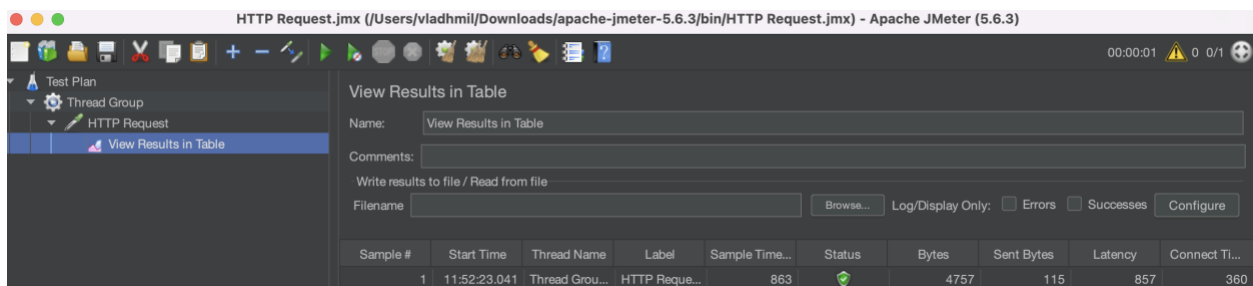 HTTP Request.jmx (/Users/vladhmil/Downloads/apache-jmeter-5.6.3/bin/HTTP Request.jmx) - Apache JMeter (5.6.3)
00:00:01 0 0/1
Test Plan
Thread Group
HTTP Request
View Results in Table
View Results in Table
Name: View Results in Table
Comments:
Write results to file / Read from file
Filename Browse... Log/Display Only: Errors Successes Configure
Sample # Start Time Thread Name Label Sample Time... Status Bytes Sent Bytes Latency Connect Ti...
1 11:52:23.041 Thread Grou... HTTP Reque... 863 4757 115 857 360